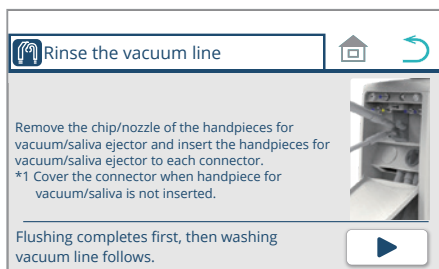 Rinse the vacuum line
Remove the chip/nozzle of the handpieces for
vacuum/saliva ejector and insert the handpieces for
vacuum/saliva ejector to each connector.
*1 Cover the connector when handpiece for
vacuum/saliva is not inserted.
Flushing completes first, then washing
vacuum line follows.